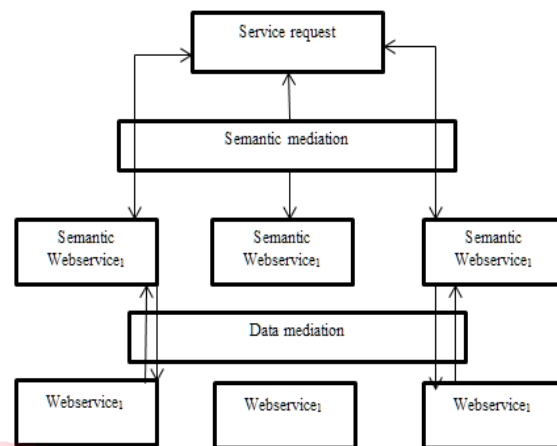 Service request
Semantic mediation
Semantic
Webservice₁
Semantic
Webservice₁
Semantic
Webservice₁
Data mediation
Webservice₁
Webservice₁
Webservice₁